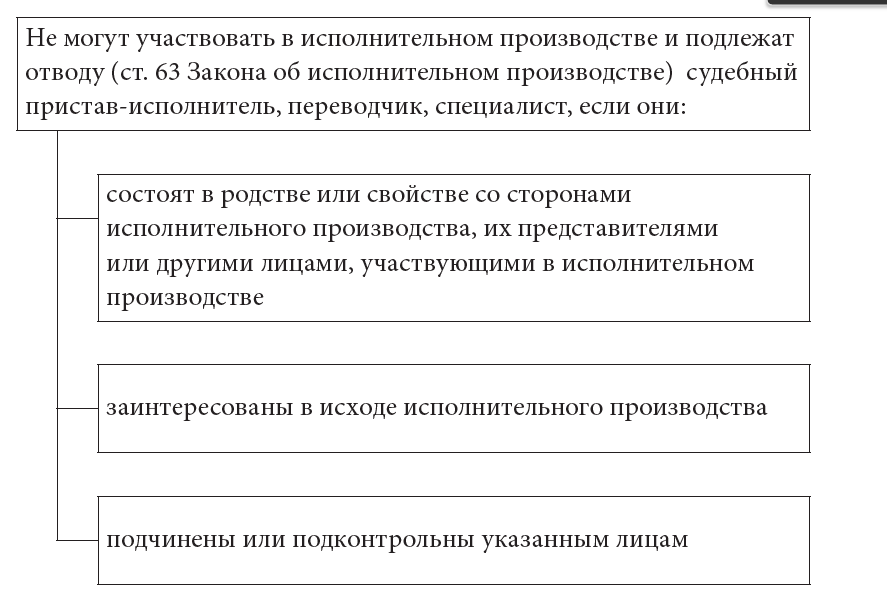 Не могут участвовать в исполнительном производстве и подлежат
отводу (ст. 63 Закона об исполнительном производстве) судебный
пристав-исполнитель, переводчик, специалист, если они:
состоят в родстве или свойстве со сторонами
исполнительного производства, их представителями
или другими лицами, участвующими в исполнительном
производстве
заинтересованы в исходе исполнительного производства
подчинены или подконтрольны указанным лицам